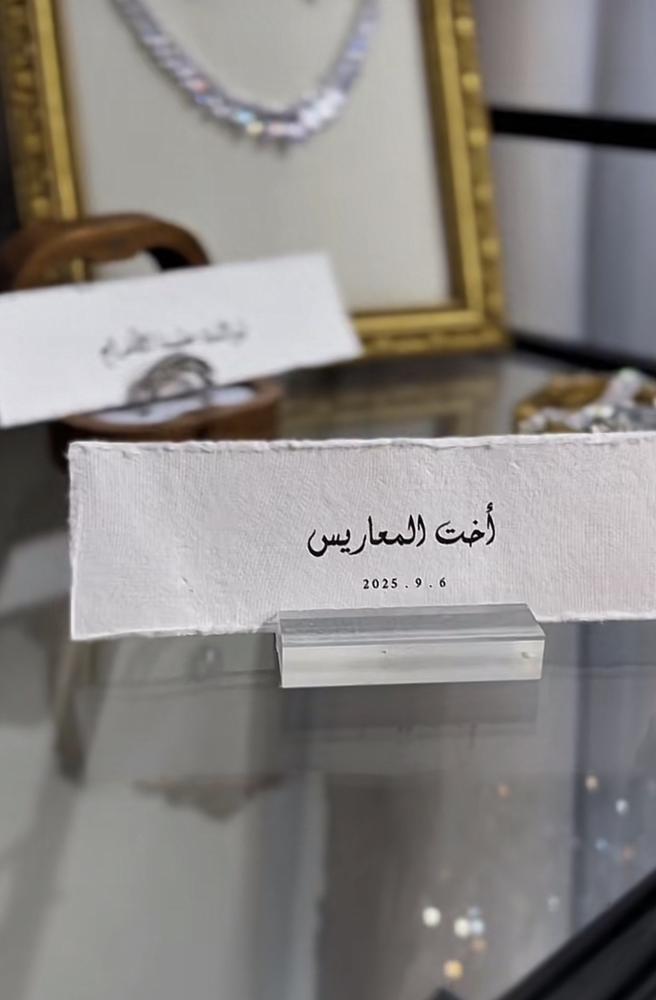 أخت المعاريس
2025 . 9 . 6